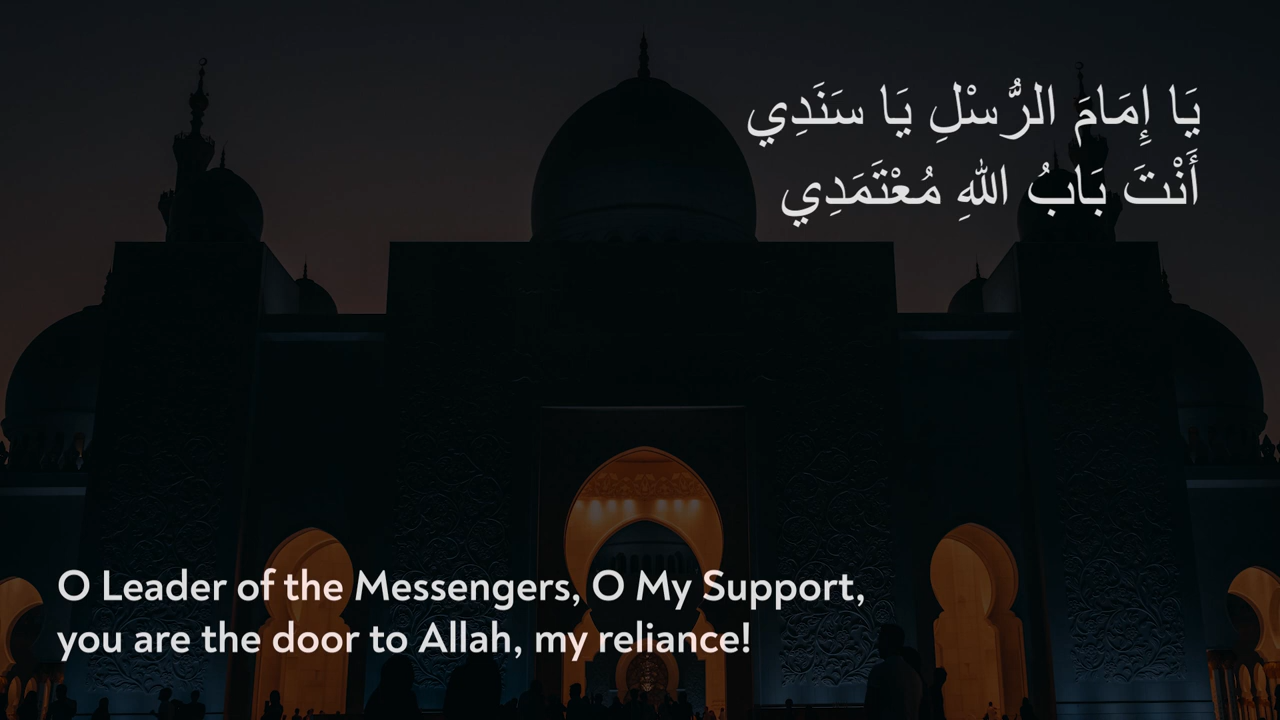 يَا إِمَامَ الرُّسْلِ يَا سَنَدِي
أَنْتَ بَابُ اللهِ مُعْتَمَدِي
O Leader of the Messengers, O My Support,
you are the door to Allah, my reliance!